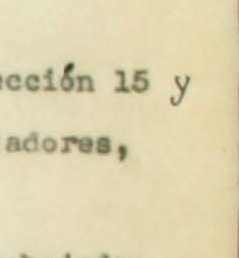 ección 15 y
adores,